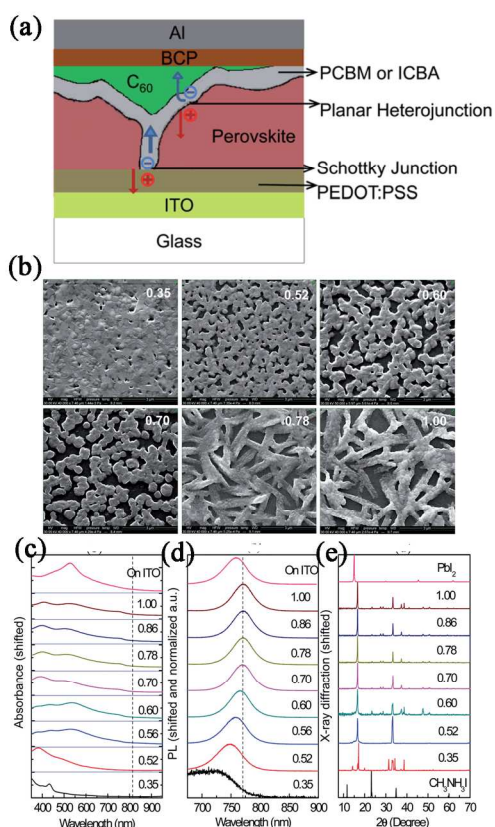 (a)
Al
BCP
C60
PCBM or ICBA
Planar Heterojunction
Perovskite
Schottky Junction
PEDOT:PSS
ITO
Glass
(b)
0.35
0.52
0.60
0.70
0.78
1.00
(c)
On ITO
1.00
0.86
0.78
0.70
0.60
0.56
0.52
0.35
Absorbance (shifted)
400 500 600 700 800 900
Wavelength (nm)
(d)
On ITO
1.00
0.86
0.78
0.70
0.60
0.56
0.52
0.35
PL (shifted and normalized a.u.)
700 750 800 850 900
Wavelength (nm)
(e)
PbI2
1.00
0.86
0.78
0.70
0.60
0.52
0.35
CH3NH3I
X-ray diffraction (shifted)
10 20 30 40 50 60 70
2θ (Degree)